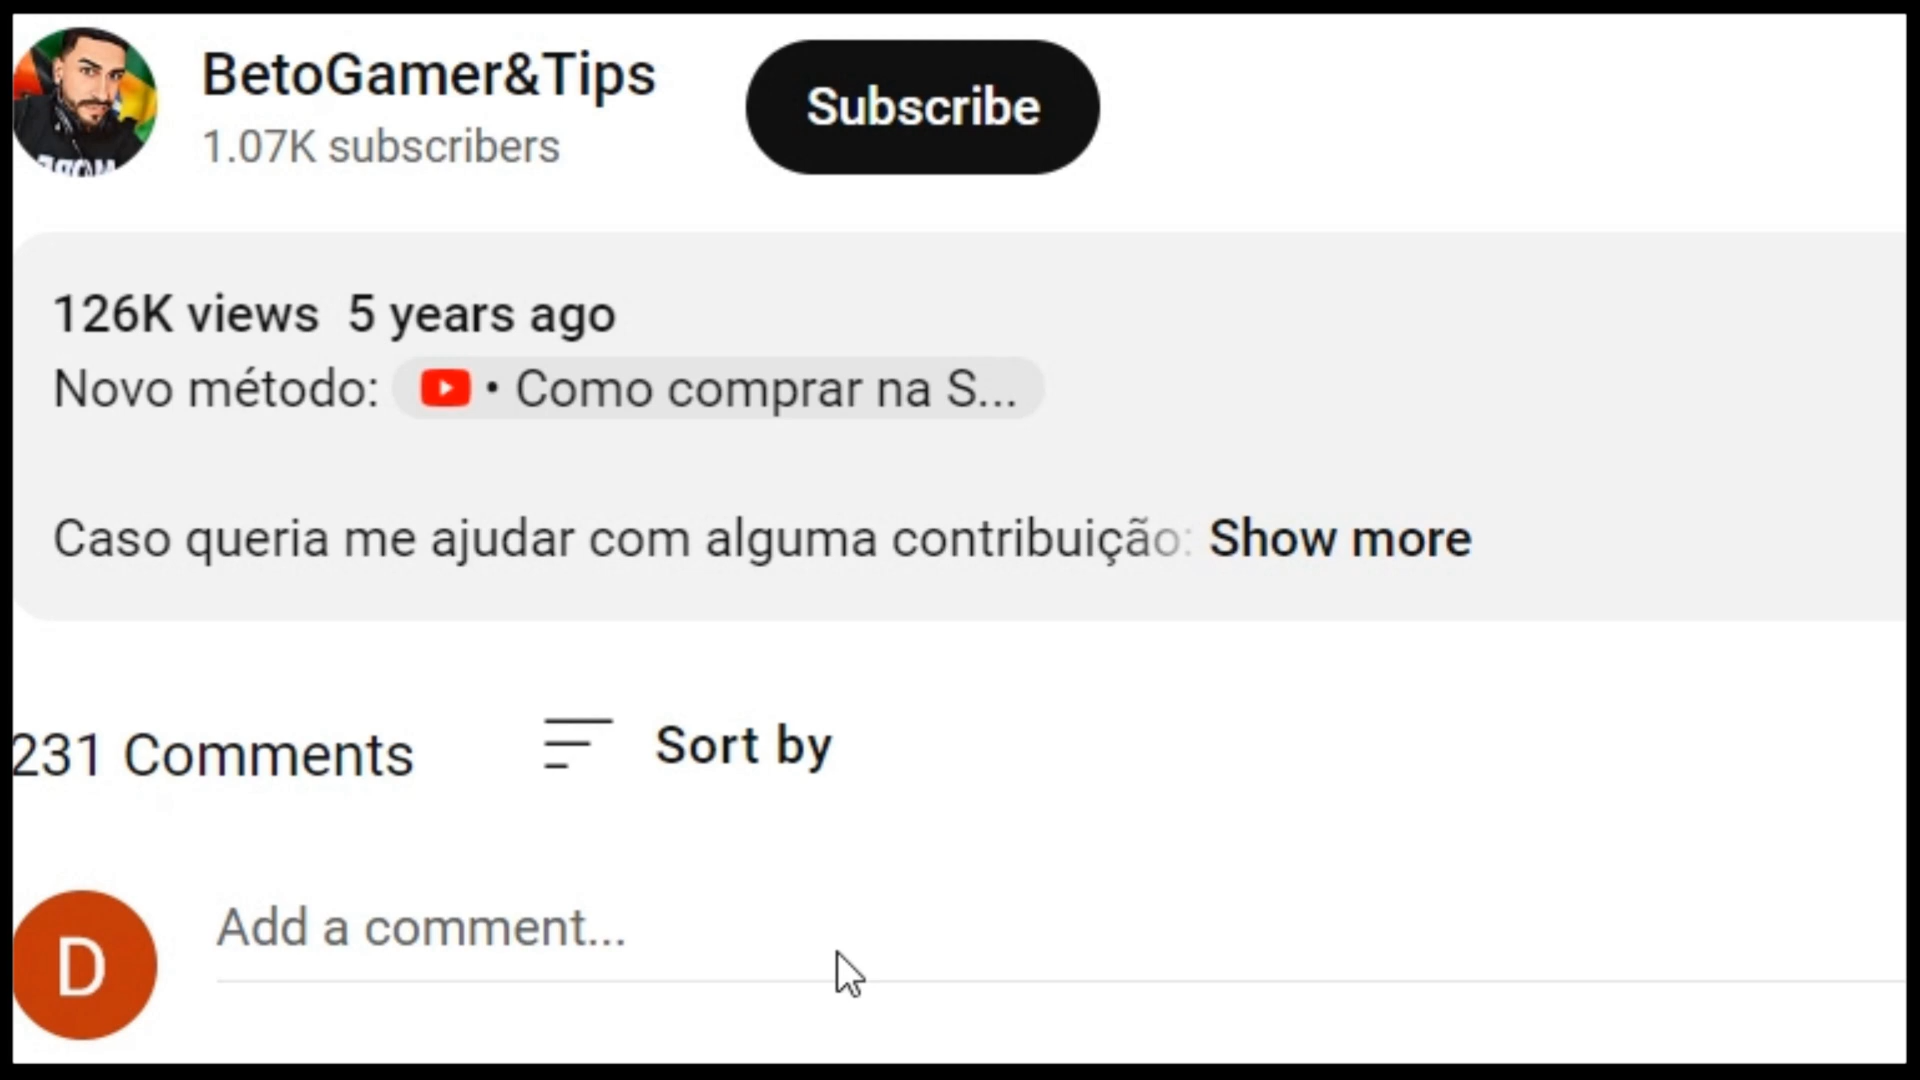 BetoGamer&Tips
1.07K subscribers
Subscribe
126K views 5 years ago
Novo método: • Como comprar na S...
Caso queria me ajudar com alguma contribuição: Show more
231 Comments
Sort by
D
Add a comment...